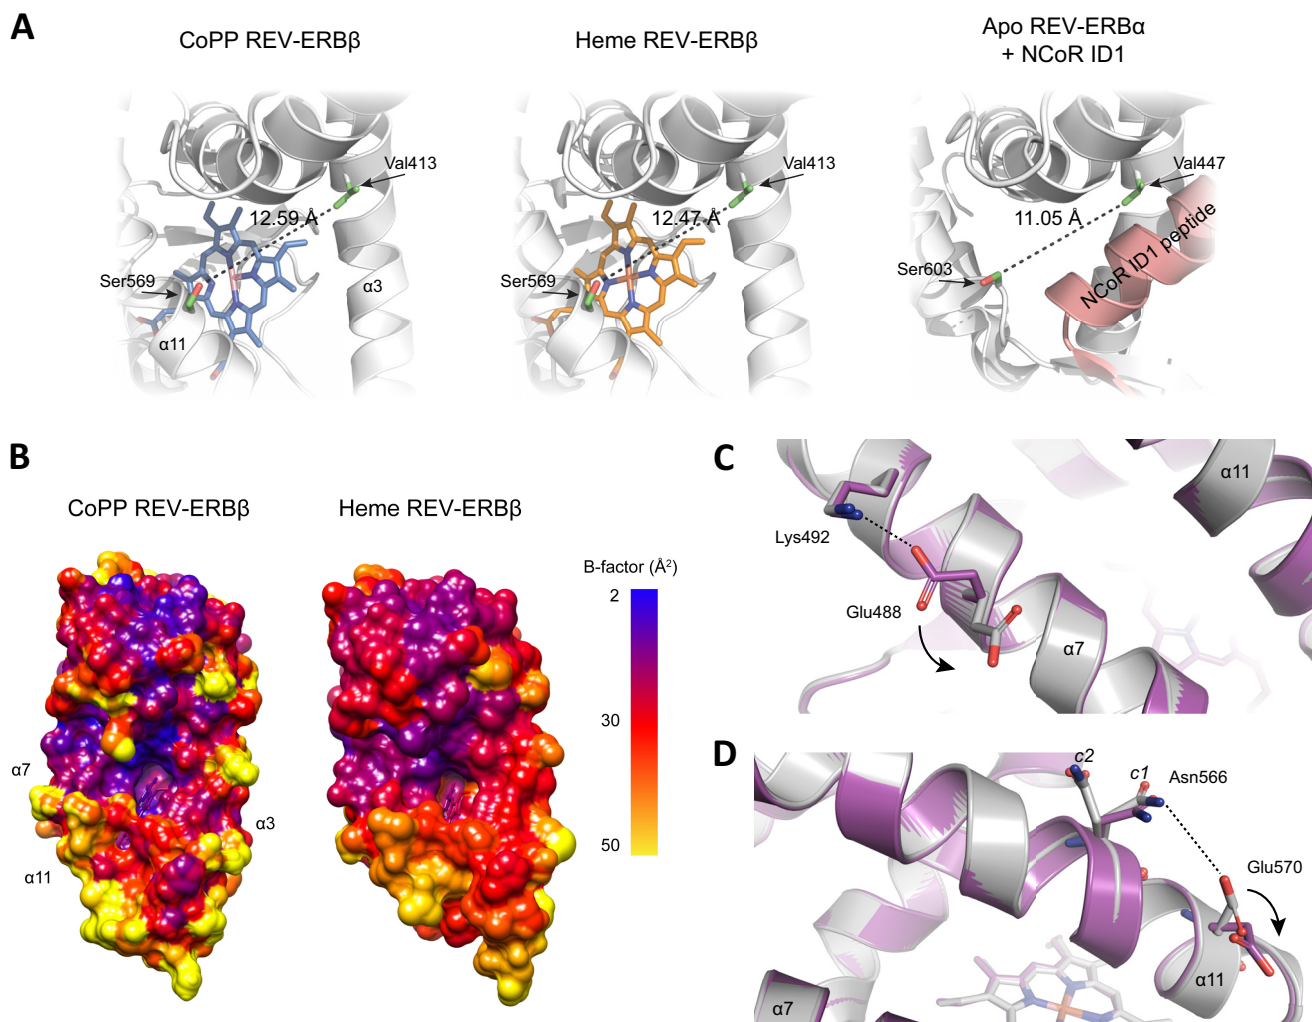 A
CoPP REV-ERBβ
Heme REV-ERBβ
Apo REV-ERBα
+ NCoR ID1
Val413
12.59 Å
Ser569
α3
α11
Val413
12.47 Å
Ser569
Val447
11.05 Å
NCoR ID1 peptide
Ser603
B
CoPP REV-ERBβ
Heme REV-ERBβ
B-factor (Å²)
2
30
50
α7
α3
α11
C
α11
Lys492
Glu488
α7
D
c2
c1
Asn566
Glu570
α11
α7